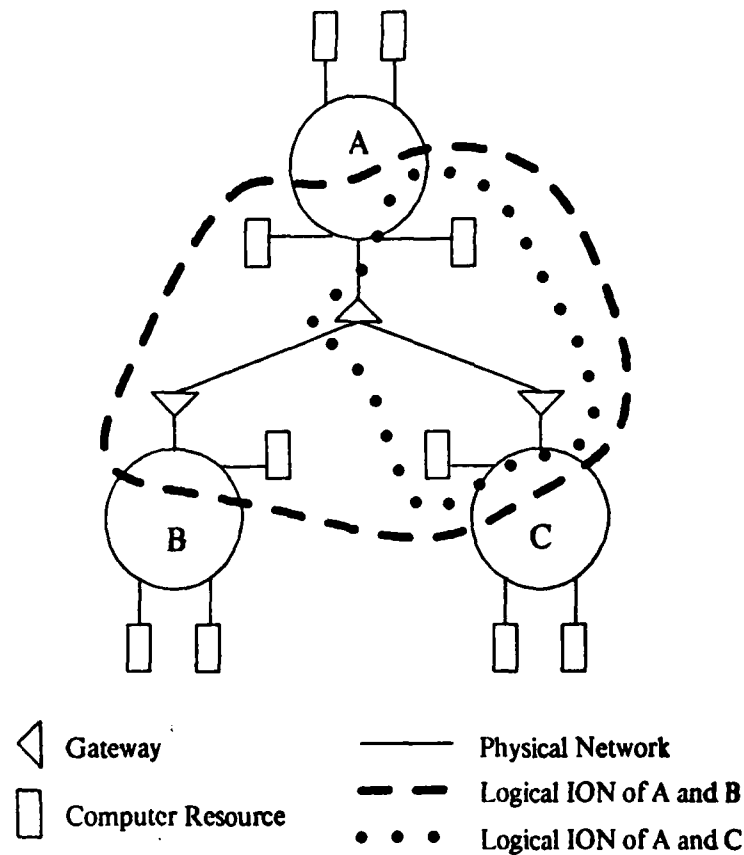 A
B
C
Gateway
Computer Resource
Physical Network
Logical ION of A and B
Logical ION of A and C